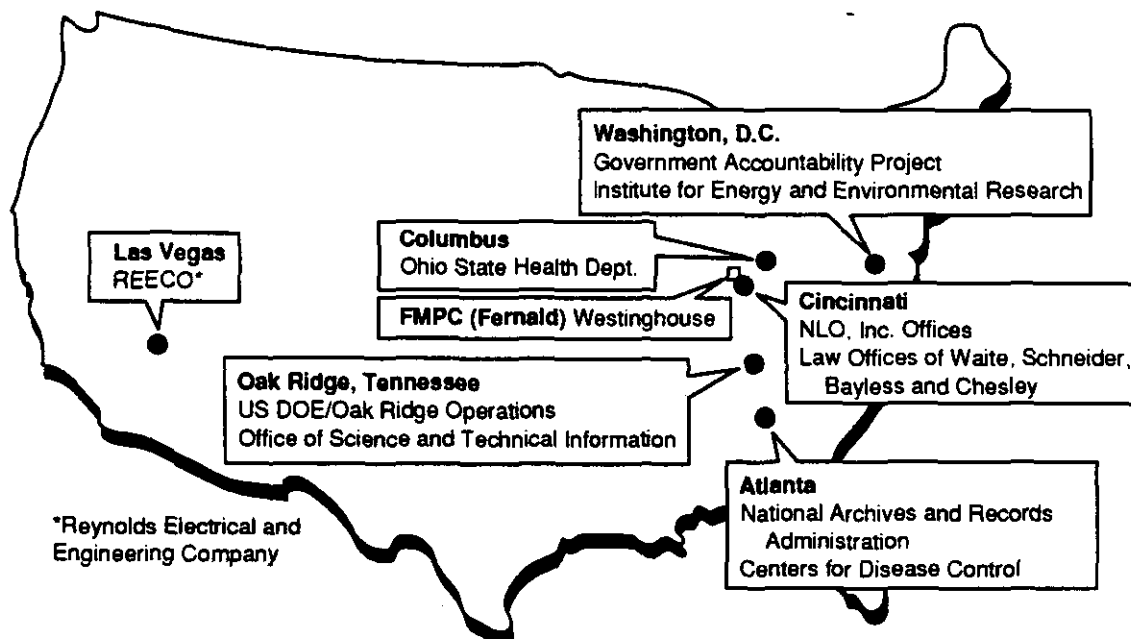 Washington, D.C.
Government Accountability Project
Institute for Energy and Environmental Research
Columbus
Ohio State Health Dept.
Las Vegas
REECO*
FMPC (Fernald) Westinghouse
Cincinnati
NLO, Inc. Offices
Law Offices of Waite, Schneider,
Bayless and Chesley
Oak Ridge, Tennessee
US DOE/Oak Ridge Operations
Office of Science and Technical Information
Atlanta
National Archives and Records
Administration
Centers for Disease Control
*Reynolds Electrical and
Engineering Company